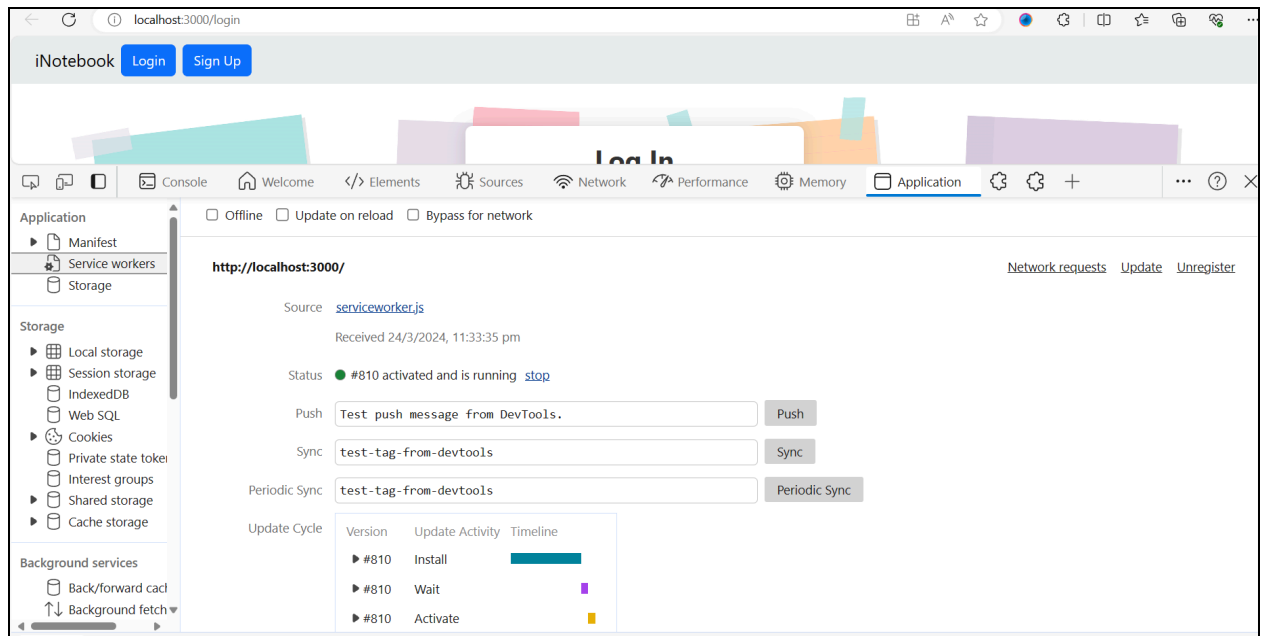 localhost:3000/login
iNotebook Login Sign Up
Log In
Console Welcome Elements Sources Network Performance Memory Application
Application
Manifest
Service workers
Storage
Storage
Local storage
Session storage
IndexedDB
Web SQL
Cookies
Private state toker
Interest groups
Shared storage
Cache storage
Background services
Back/forward cach
Background fetch
Offline Update on reload Bypass for network
http://localhost:3000/ Network requests Update Unregister
Source serviceworker.js
Received 24/3/2024, 11:33:35 pm
Status #810 activated and is running stop
Push Test push message from DevTools. Push
Sync test-tag-from-devtools Sync
Periodic Sync test-tag-from-devtools Periodic Sync
Update Cycle Version Update Activity Timeline
#810 Install
#810 Wait
#810 Activate